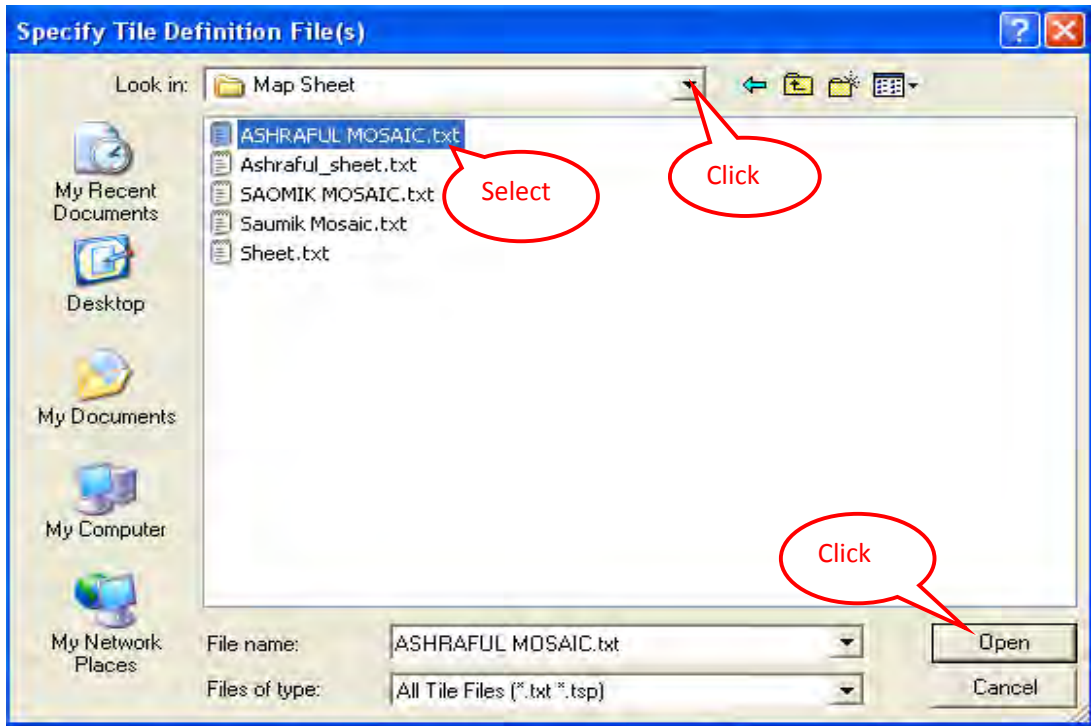 Specify Tile Definition File(s)
Look in: Map Sheet
ASHRAFUL MOSAIC.txt
Ashraful_sheet.txt
SAOMIK MOSAIC.txt
Saumik Mosaic.txt
Sheet.txt
Select
Click
My Recent
Documents
Desktop
My Documents
My Computer
My Network
Places
Click
File name: ASHRAFUL MOSAIC.txt Open
Files of type: All Tile Files (*.txt *.tsp) Cancel